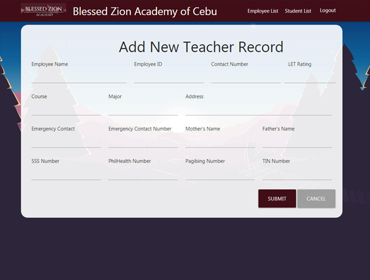 BLESSED ZION
ACADEMY
Blessed Zion Academy of Cebu
Employee List Student List Logout
Add New Teacher Record
Employee Name Employee ID Contact Number LET Rating
Course Major Address
Emergency Contact Emergency Contact Number Mother's Name Father's Name
SSS Number PhilHealth Number Pagibing Number TIN Number
SUBMIT CANCEL